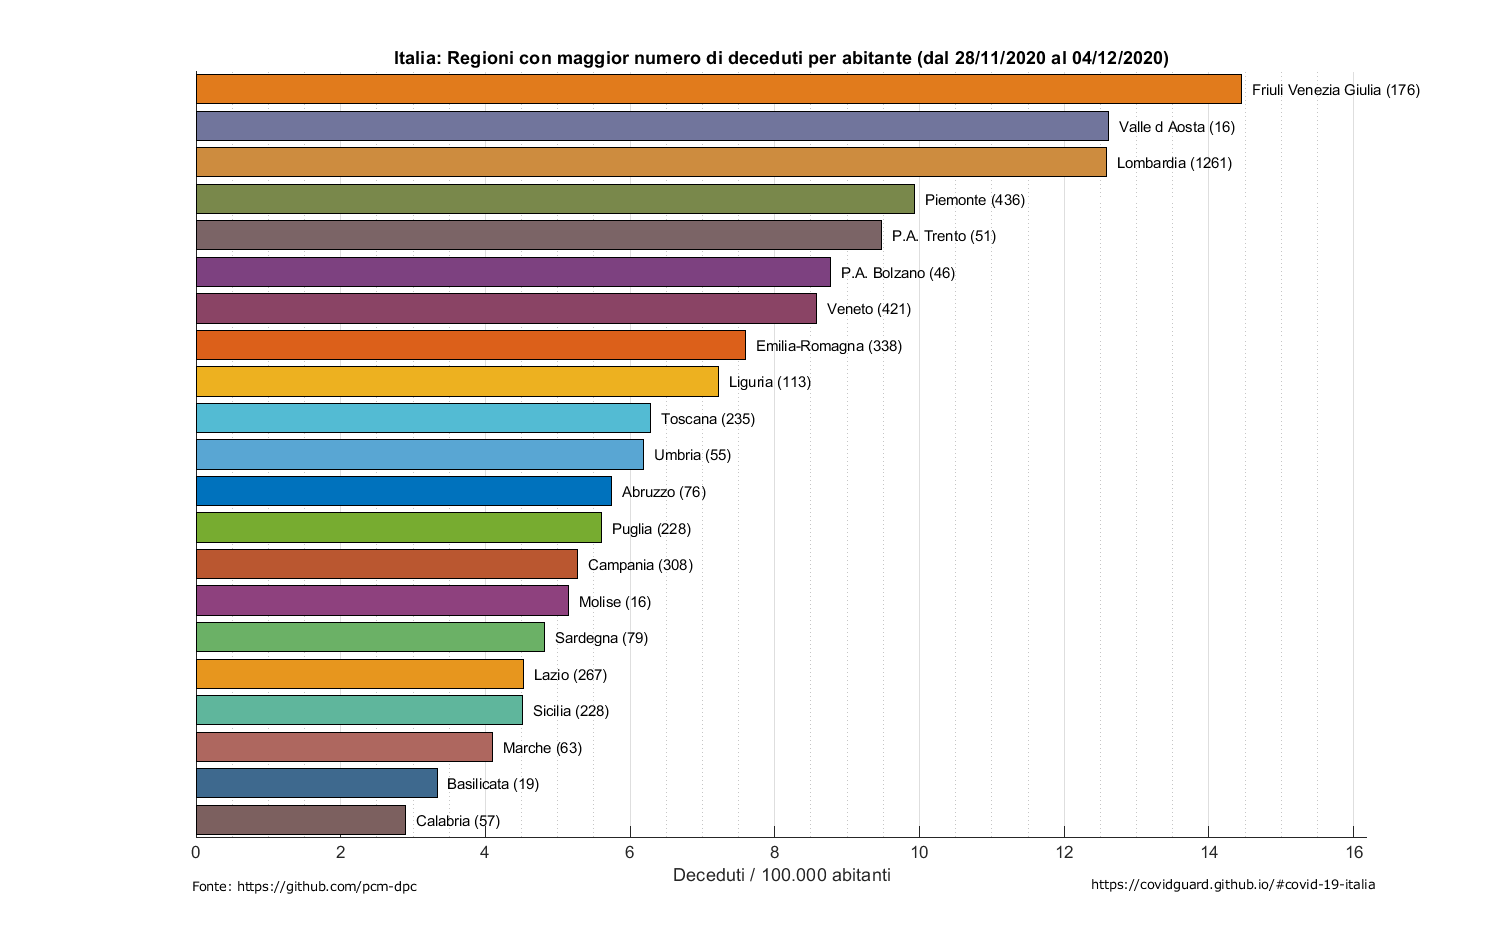 Italia: Regioni con maggior numero di deceduti per abitante (dal 28/11/2020 al 04/12/2020)
Friuli Venezia Giulia (176)
Valle d Aosta (16)
Lombardia (1261)
Piemonte (436)
P.A. Trento (51)
P.A. Bolzano (46)
Veneto (421)
Emilia-Romagna (338)
Liguria (113)
Toscana (235)
Umbria (55)
Abruzzo (76)
Puglia (228)
Campania (308)
Molise (16)
Sardegna (79)
Lazio (267)
Sicilia (228)
Marche (63)
Basilicata (19)
Calabria (57)
0 2 4 6 8 10 12 14 16
Deceduti / 100.000 abitanti
Fonte: https://github.com/pcm-dpc
https://covidguard.github.io/#covid-19-italia